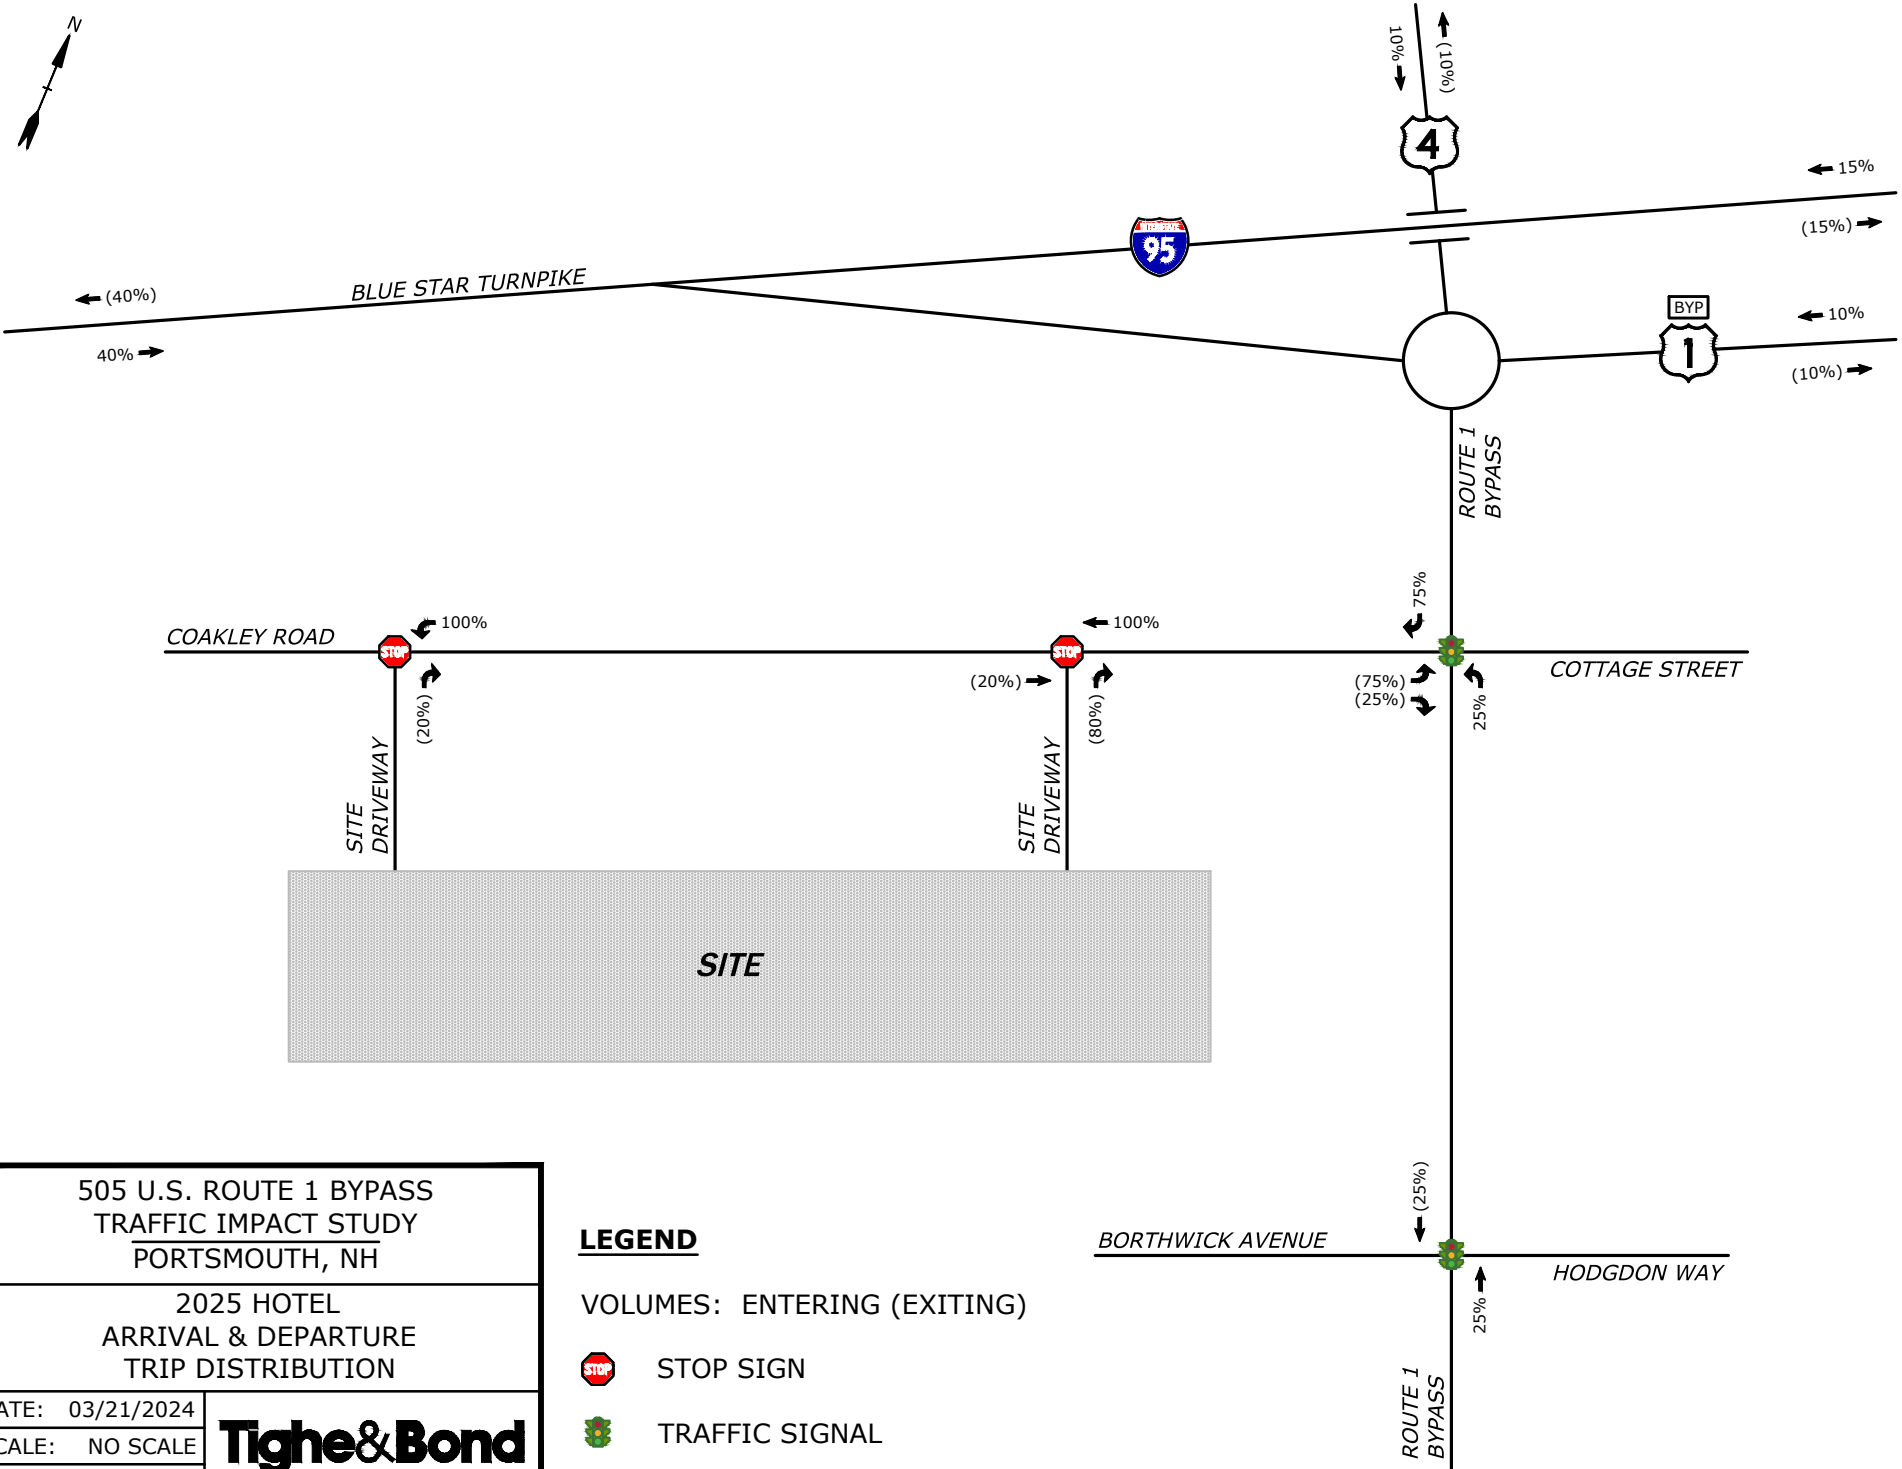 N
10%
(10%)
4
15%
(15%)
INTERSTATE
95
BLUE STAR TURNPIKE
(40%)
40%
BYP
1
10%
(10%)
ROUTE 1
BYPASS
75%
COAKLEY ROAD
100%
STOP
(20%)
100%
STOP
(20%)
(80%)
(75%)
(25%)
25%
COTTAGE STREET
SITE
DRIVEWAY
SITE
DRIVEWAY
SITE
(25%)
BORTHWICK AVENUE
HODGDON WAY
25%
ROUTE 1
BYPASS
505 U.S. ROUTE 1 BYPASS
TRAFFIC IMPACT STUDY
PORTSMOUTH, NH
2025 HOTEL
ARRIVAL & DEPARTURE
TRIP DISTRIBUTION
ATE: 03/21/2024
CALE: NO SCALE
Tighe&Bond
LEGEND
VOLUMES: ENTERING (EXITING)
STOP
STOP SIGN
TRAFFIC SIGNAL